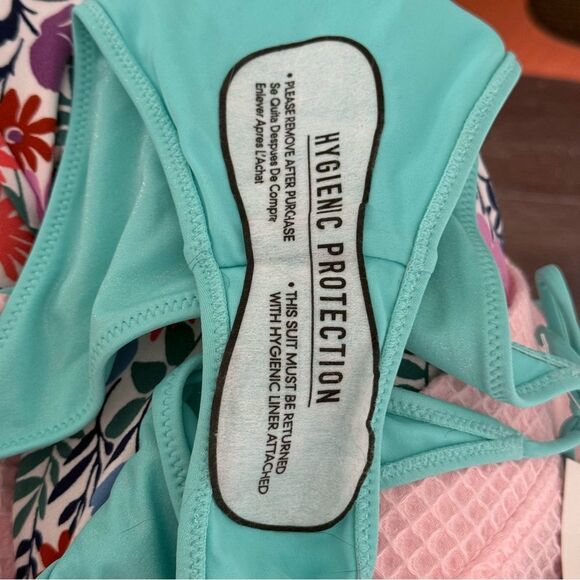 HYGIENIC PROTECTION
• PLEASE REMOVE AFTER PURCJASE
Se Quita Despues De Compra
Enlever Apres L'Achat
• THIS SUIT MUST BE RETURNED
WITH HYGIENIC LINER ATTACHED